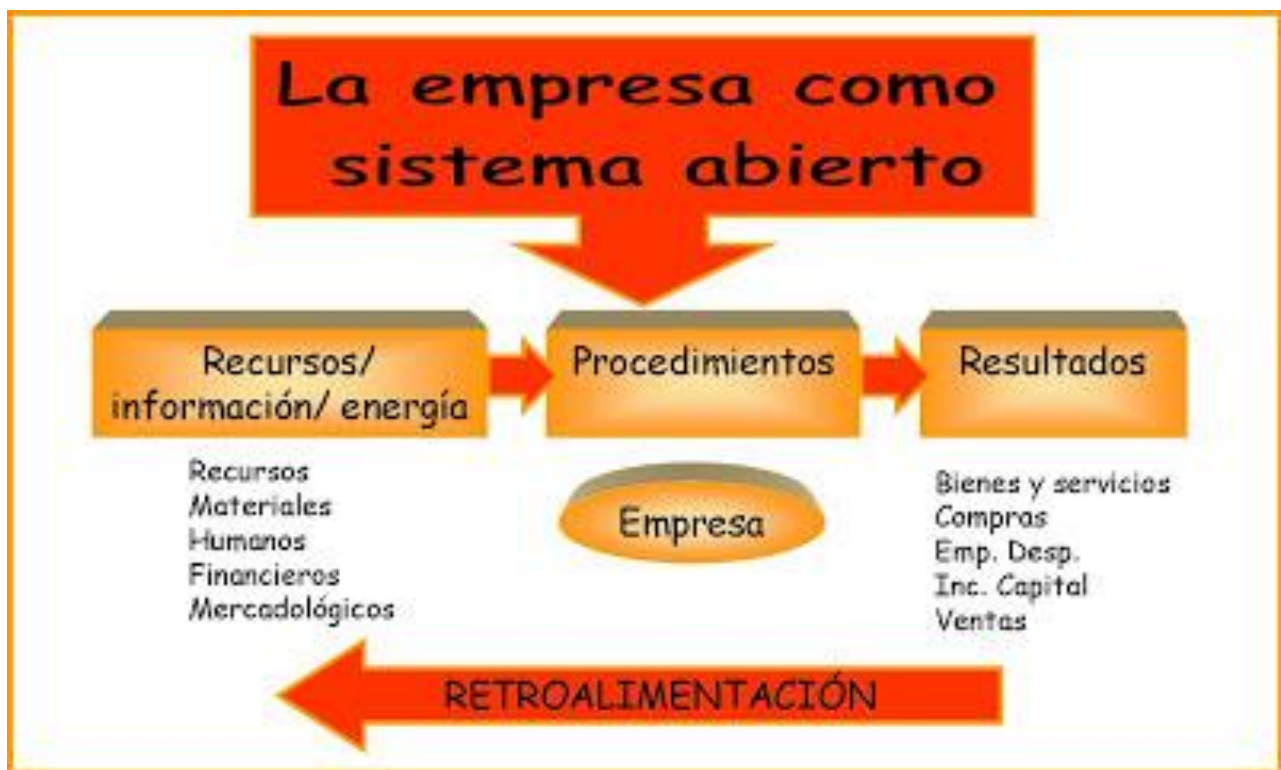 La empresa como
sistema abierto
Recursos/
información/ energía
Procedimientos
Resultados
Recursos
Materiales
Humanos
Financieros
Mercadológicos
Empresa
Bienes y servicios
Compras
Emp. Desp.
Inc. Capital
Ventas
RETROALIMENTACIÓN